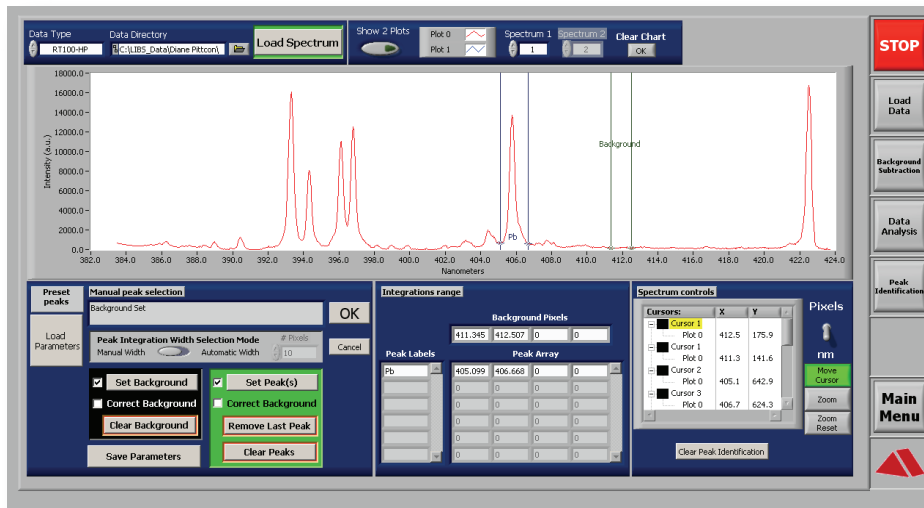 Data Type
Data Directory
RT100-HP
C:\LIBS_Data\Diane Pittcon\
Load Spectrum
Show 2 Plots
Plot 0
Plot 1
Spectrum 1
Spectrum 2
Clear Chart
1
2
OK
STOP
Load
Data
Background
Subtraction
Data
Analysis
Peak
Identification
Main
Menu
Intensity (a.u.)
18000.0
16000.0
14000.0
12000.0
10000.0
8000.0
6000.0
4000.0
2000.0
0.0
Background
Pb
382.0 384.0 386.0 388.0 390.0 392.0 394.0 396.0 398.0 400.0 402.0 404.0 406.0 408.0 410.0 412.0 414.0 416.0 418.0 420.0 422.0 424.0
Nanometers
Preset
peaks
Load
Parameters
Manual peak selection
Background Set
OK
Peak Integration Width Selection Mode
# Pixels
Manual Width
Automatic Width
10
Cancel
Set Background
Correct Background
Clear Background
Save Parameters
Set Peak(s)
Correct Background
Remove Last Peak
Clear Peaks
Integrations range
Background Pixels
411.345 412.507 0 0
Peak Labels
Peak Array
Pb 405.099 406.668 0 0
0 0 0 0
0 0 0 0
0 0 0 0
0 0 0 0
0 0 0 0
Spectrum controls
Cursors: X Y
Cursor 1
Plot 0 412.5 175.9
Cursor 1
Plot 0 411.3 141.6
Cursor 2
Plot 0 405.1 642.9
Cursor 3
Plot 0 406.7 624.3
Clear Peak Identification
Pixels
nm
Move
Cursor
Zoom
Zoom
Reset